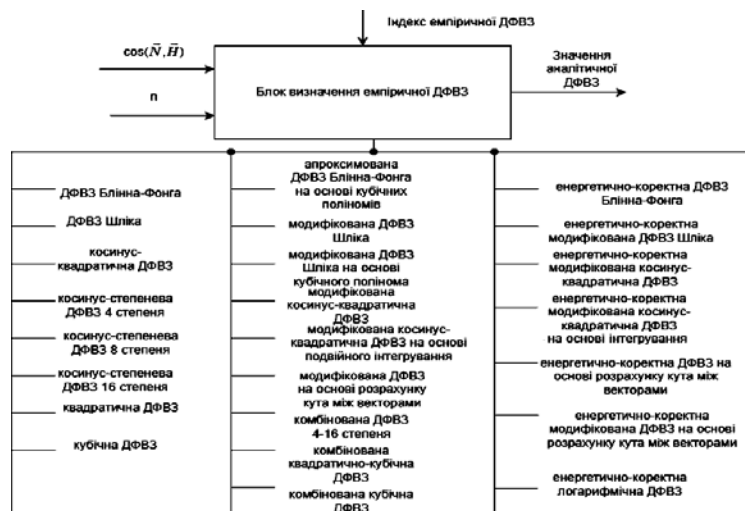 Індекс емпіричної ДФВЗ
cos(N̄,H̄)
n
Блок визначення емпіричної ДФВЗ
Значення
аналітичної
ДФВЗ
ДФВЗ Блінна-Фонга
ДФВЗ Шліка
косинус-
квадратична ДФВЗ
косинус-степенева
ДФВЗ 4 степеня
косинус-степенева
ДФВЗ 8 степеня
косинус-степенева
ДФВЗ 16 степеня
квадратична ДФВЗ
кубічна ДФВЗ
апроксимована
ДФВЗ Блінна-Фонга
на основі кубічних
поліномів
модифікована ДФВЗ
Шліка
модифікована ДФВЗ
Шліка на основі
кубічного полінома
модифікована
косинус-квадратична
ДФВЗ
модифікована косинус-
квадратична ДФВЗ на основі
подвійного інтегрування
модифікована ДФВЗ
на основі розрахунку
кута між векторами
комбінована ДФВЗ
4-16 степеня
комбінована
квадратично-кубічна
ДФВЗ
комбінована кубічна
ДФВЗ
енергетично-коректна ДФВЗ
Блінна-Фонга
енергетично-коректна
модифікована ДФВЗ Шліка
енергетично-коректна
модифікована косинус-
квадратична ДФВЗ
енергетично-коректна
модифікована косинус-
квадратична ДФВЗ
на основі інтегрування
енергетично-коректна ДФВЗ на
основі розрахунку кута між
векторами
енергетично-коректна
модифікована ДФВЗ на основі
розрахунку кута між векторами
енергетично-коректна
логарифмічна ДФВЗ